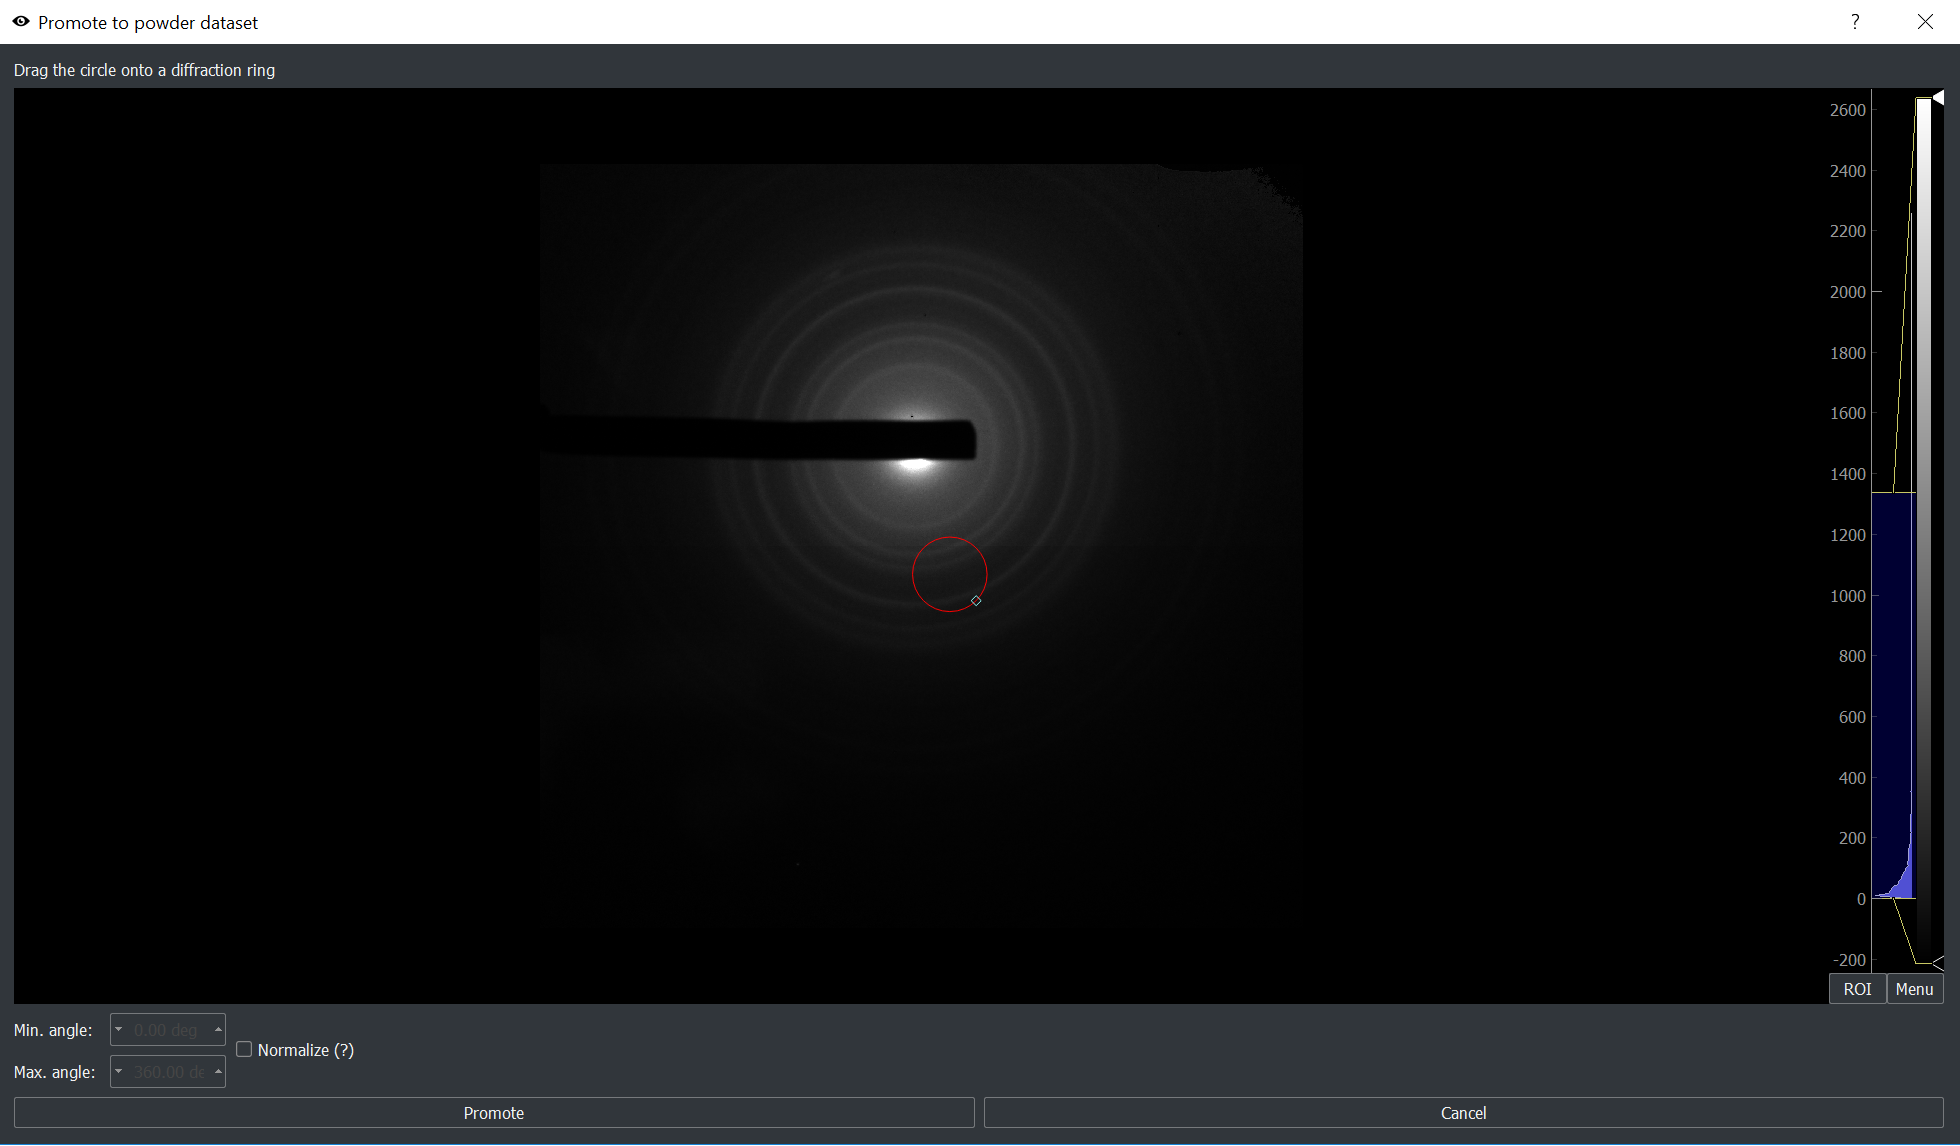 Promote to powder dataset
?
Drag the circle onto a diffraction ring
2600
2400
2200
2000
1800
1600
1400
1200
1000
800
600
400
200
0
-200
ROI Menu
Min. angle: 0.00 deg
Normalize (?)
Max. angle: 360.00 de
Promote Cancel